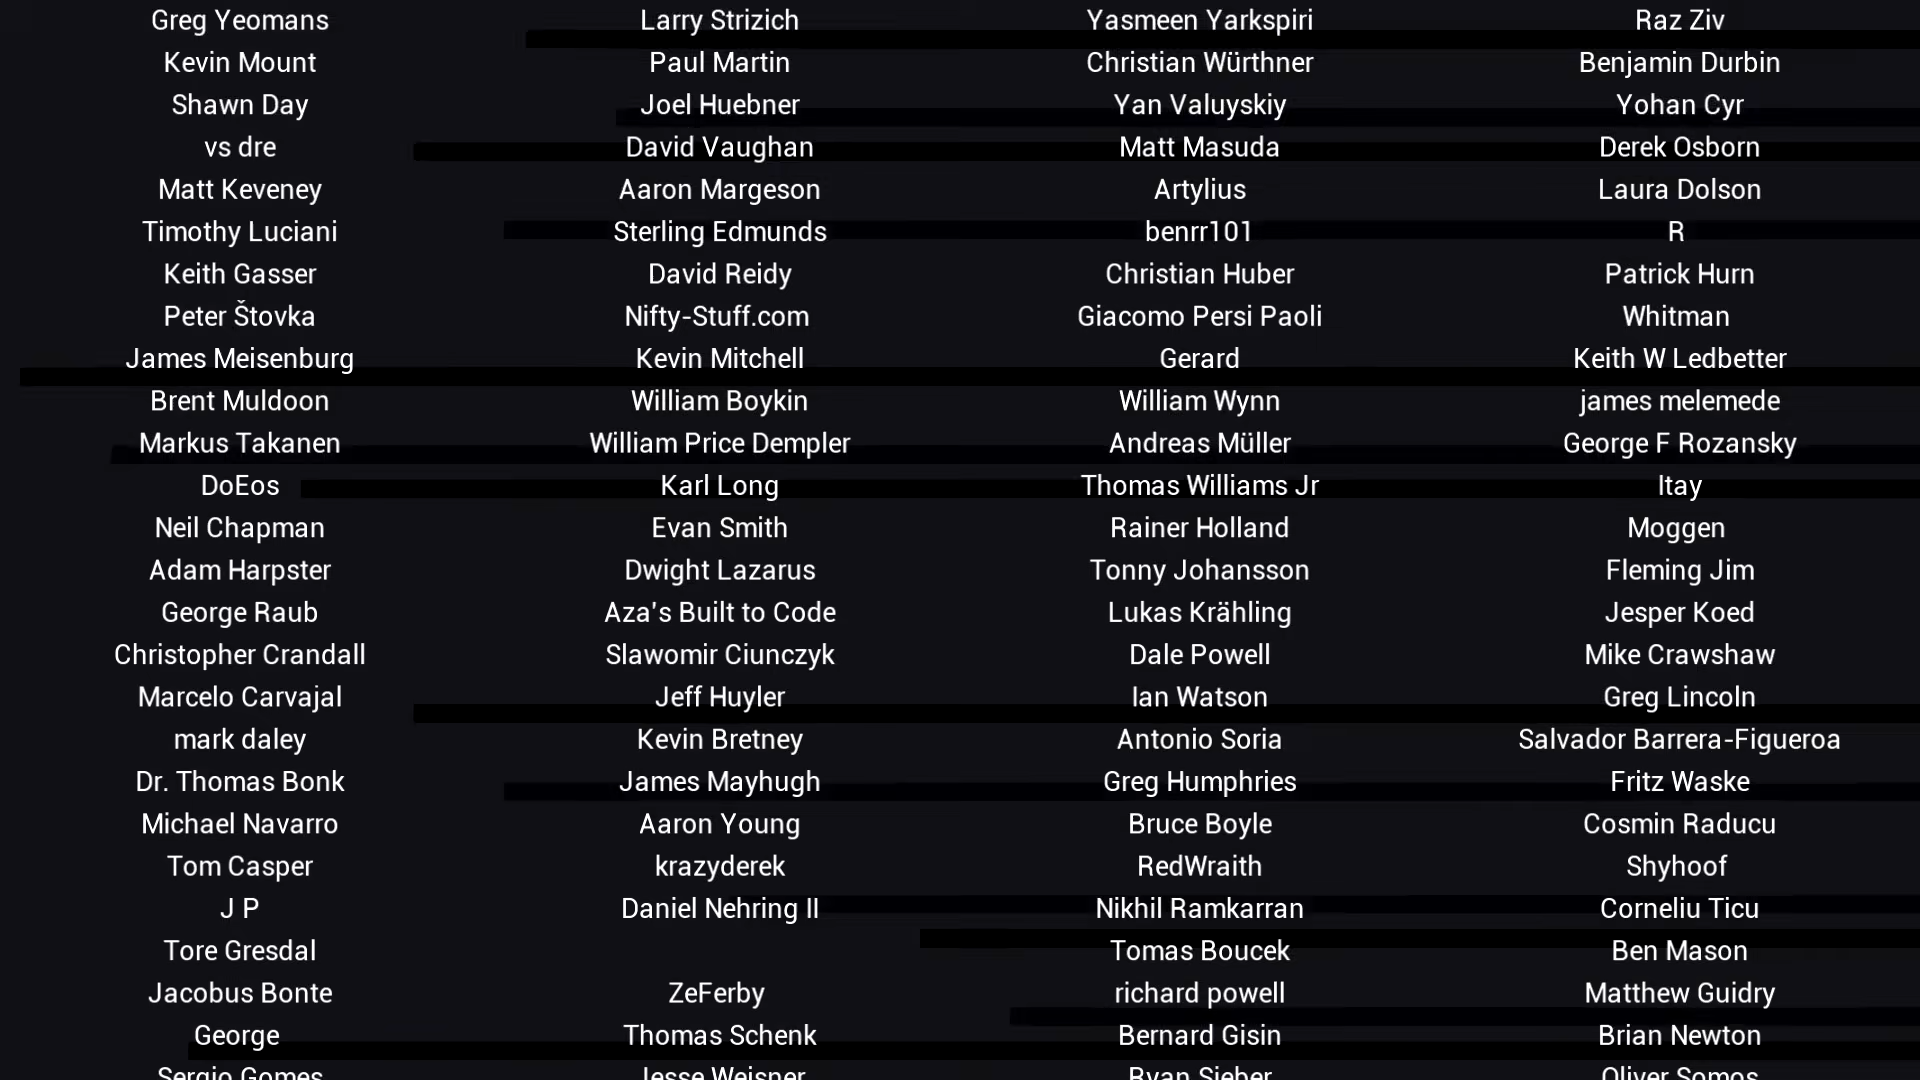 Greg Yeomans Larry Strizich Yasmeen Yarkspiri Raz Ziv
Kevin Mount Paul Martin Christian Würthner Benjamin Durbin
Shawn Day Joel Huebner Yan Valuyskiy Yohan Cyr
vs dre David Vaughan Matt Masuda Derek Osborn
Matt Keveney Aaron Margeson Artylius Laura Dolson
Timothy Luciani Sterling Edmunds benrr101 R
Keith Gasser David Reidy Christian Huber Patrick Hurn
Peter Štovka Nifty-Stuff.com Giacomo Persi Paoli Whitman
James Meisenburg Kevin Mitchell Gerard Keith W Ledbetter
Brent Muldoon William Boykin William Wynn james melemede
Markus Takanen William Price Dempler Andreas Müller George F Rozansky
DoEos Karl Long Thomas Williams Jr Itay
Neil Chapman Evan Smith Rainer Holland Moggen
Adam Harpster Dwight Lazarus Tonny Johansson Fleming Jim
George Raub Aza's Built to Code Lukas Krähling Jesper Koed
Christopher Crandall Slawomir Ciunczyk Dale Powell Mike Crawshaw
Marcelo Carvajal Jeff Huyler Ian Watson Greg Lincoln
mark daley Kevin Bretney Antonio Soria Salvador Barrera-Figueroa
Dr. Thomas Bonk James Mayhugh Greg Humphries Fritz Waske
Michael Navarro Aaron Young Bruce Boyle Cosmin Raducu
Tom Casper krazyderek RedWraith Shyhoof
J P Daniel Nehring II Nikhil Ramkarran Corneliu Ticu
Tore Gresdal Tomas Boucek Ben Mason
Jacobus Bonte ZeFerby richard powell Matthew Guidry
George Thomas Schenk Bernard Gisin Brian Newton
Sergio Gomes Jesse Weisner Ryan Sieber Oliver Somos